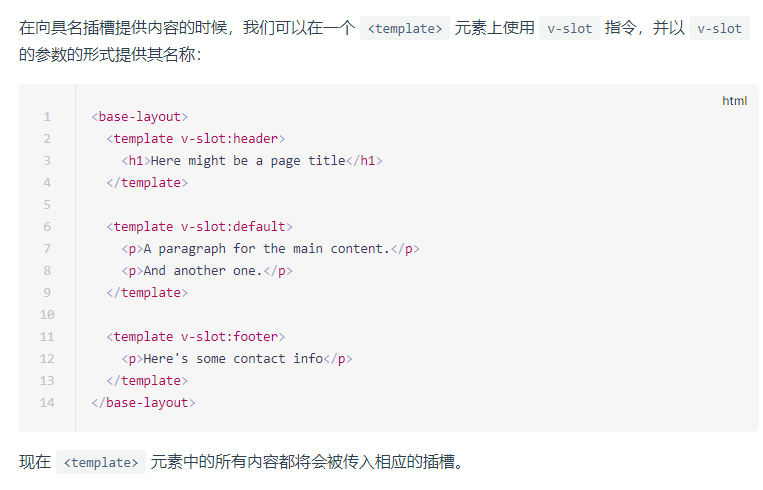 在向具名插槽提供内容的时候，我们可以在一个 <template> 元素上使用 v-slot 指令，并以 v-slot
的参数的形式提供其名称：
html
1 <base-layout>
2   <template v-slot:header>
3     <h1>Here might be a page title</h1>
4   </template>
5
6   <template v-slot:default>
7     <p>A paragraph for the main content.</p>
8     <p>And another one.</p>
9   </template>
10
11   <template v-slot:footer>
12     <p>Here's some contact info</p>
13   </template>
14 </base-layout>
现在 <template> 元素中的所有内容都将会被传入相应的插槽。